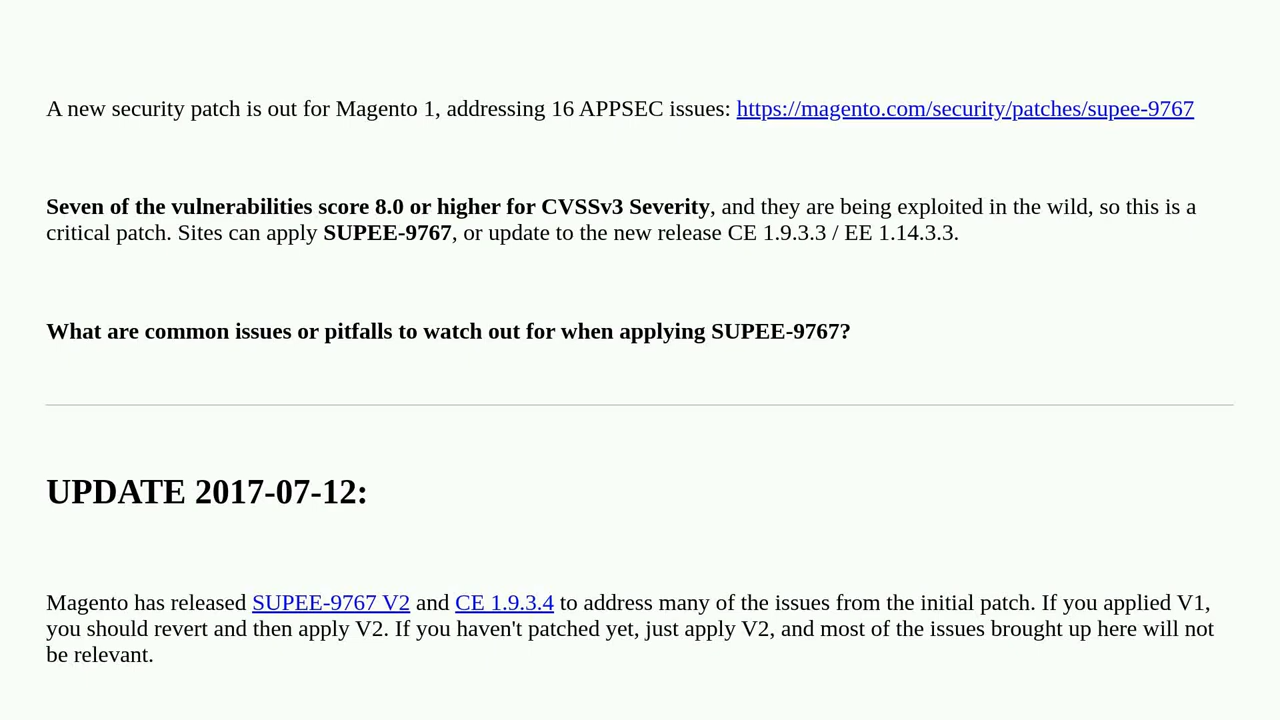 A new security patch is out for Magento 1, addressing 16 APPSEC issues: https://magento.com/security/patches/supee-9767
Seven of the vulnerabilities score 8.0 or higher for CVSSv3 Severity, and they are being exploited in the wild, so this is a
critical patch. Sites can apply SUPEE-9767, or update to the new release CE 1.9.3.3 / EE 1.14.3.3.
What are common issues or pitfalls to watch out for when applying SUPEE-9767?
UPDATE 2017-07-12:
Magento has released SUPEE-9767 V2 and CE 1.9.3.4 to address many of the issues from the initial patch. If you applied V1,
you should revert and then apply V2. If you haven't patched yet, just apply V2, and most of the issues brought up here will not
be relevant.